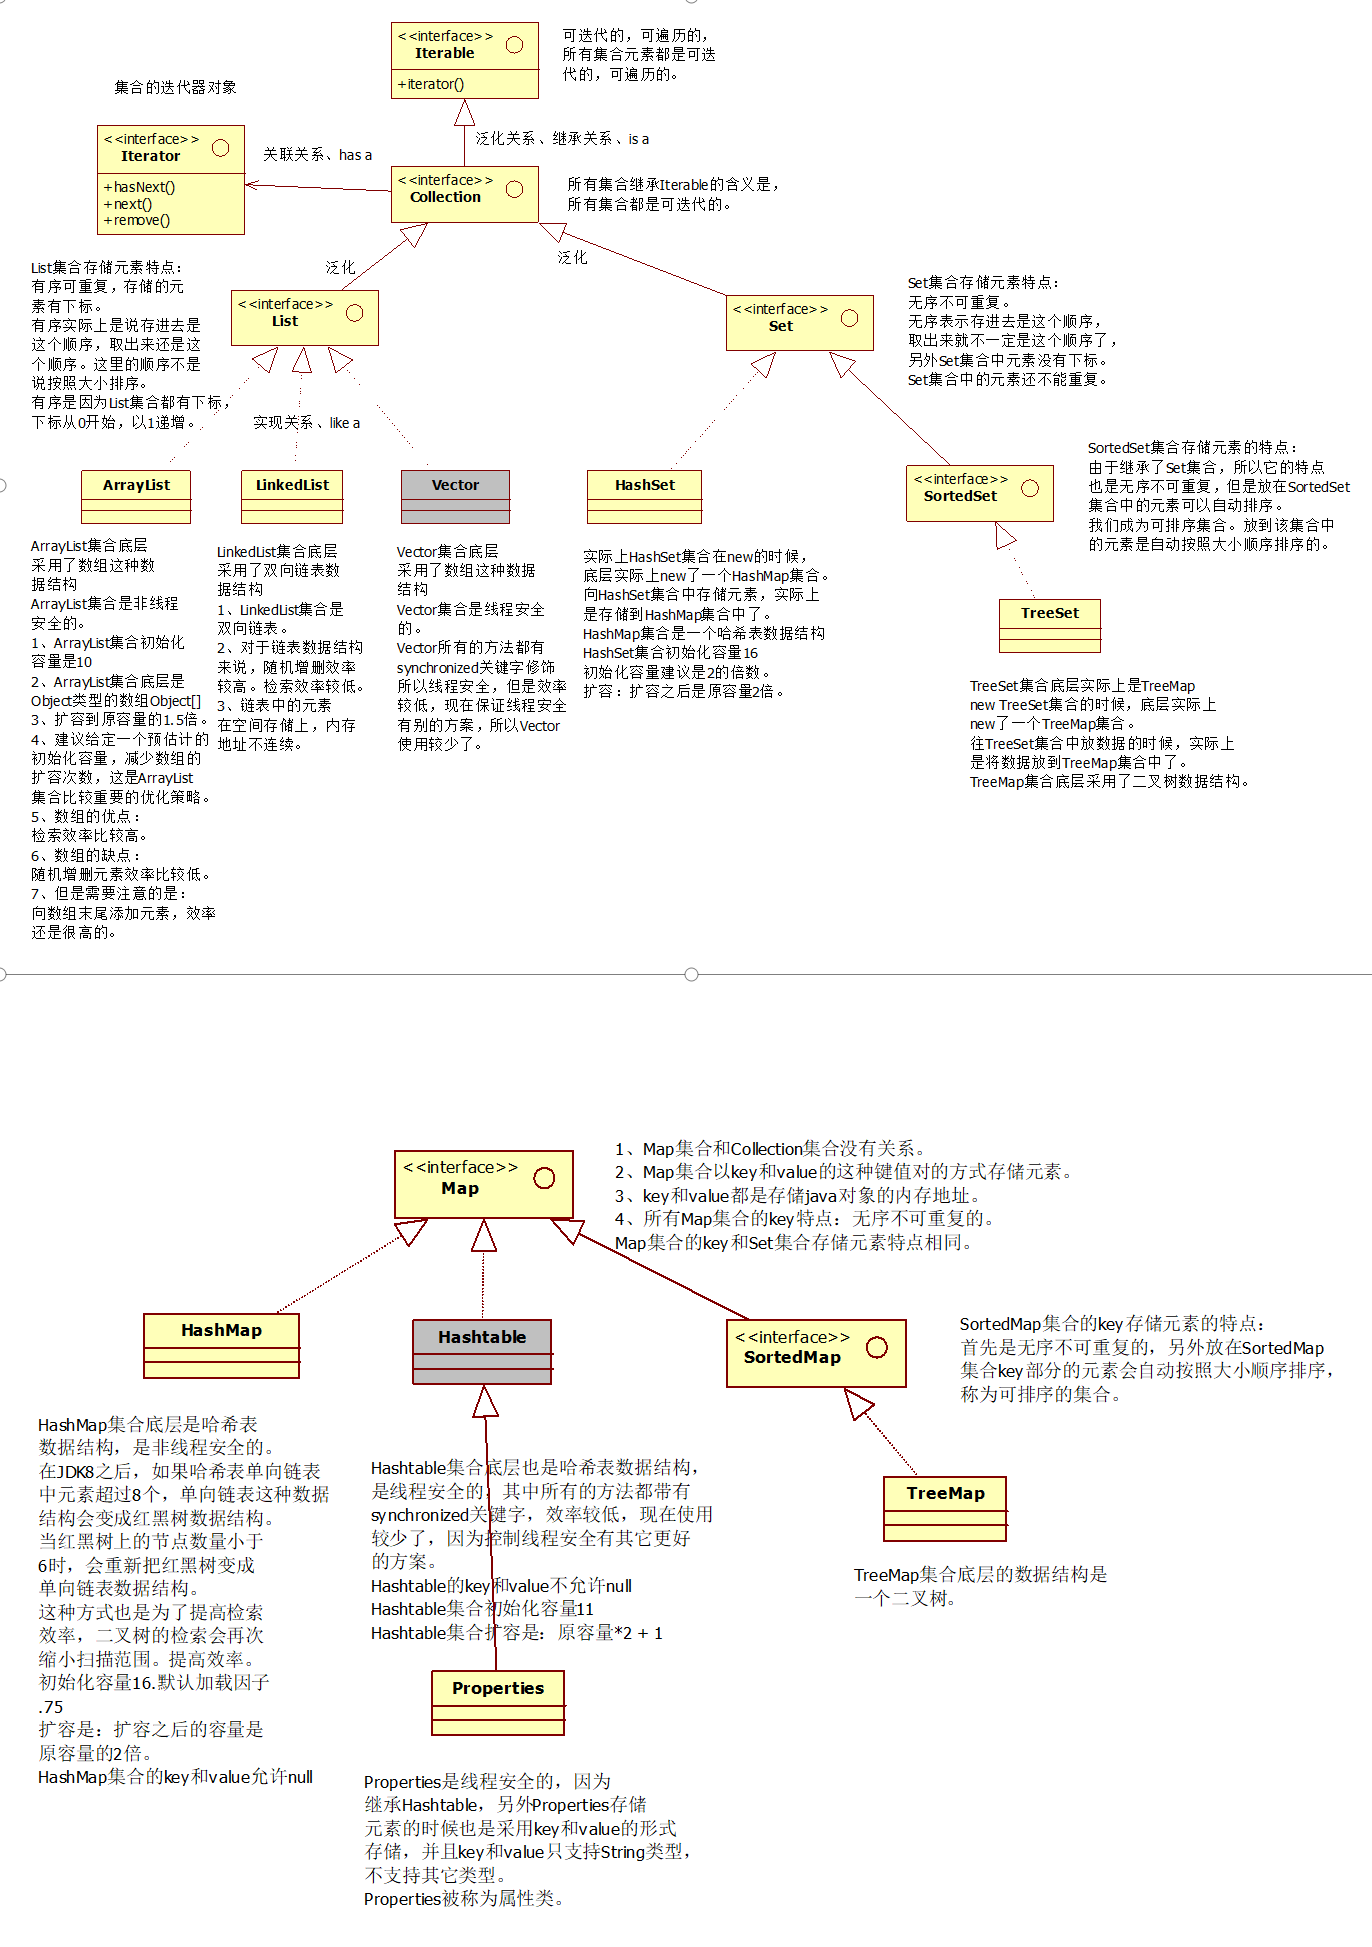 <<interface>>
Iterable
+iterator()
可迭代的，可遍历的，
所有集合元素都是可迭
代的，可遍历的。
集合的迭代器对象
<<interface>>
Iterator
+hasNext()
+next()
+remove()
关联关系、has a
泛化关系、继承关系、is a
<<interface>>
Collection
所有集合继承Iterable的含义是，
所有集合都是可迭代的。
泛化
泛化
List集合存储元素特点：
有序可重复，存储的元
素有下标。
有序实际上是说存进去是
这个顺序，取出来还是这
个顺序。这里的顺序不是
说按照大小排序。
有序是因为List集合都有下标，
下标从0开始，以1递增。
<<interface>>
List
<<interface>>
Set
Set集合存储元素特点：
无序不可重复。
无序表示存进去是这个顺序，
取出来就不一定是这个顺序了，
另外Set集合中元素没有下标。
Set集合中的元素还不能重复。
实现关系、like a
ArrayList
LinkedList
Vector
HashSet
<<interface>>
SortedSet
SortedSet集合存储元素的特点：
由于继承了Set集合，所以它的特点
也是无序不可重复，但是放在SortedSet
集合中的元素可以自动排序。
我们成为可排序集合。放到该集合中
的元素是自动按照大小顺序排序的。
ArrayList集合底层
采用了数组这种数
据结构
ArrayList集合是非线程
安全的。
1、ArrayList集合初始化
容量是10
2、ArrayList集合底层是
Object类型的数组Object[]
3、扩容到原容量的1.5倍。
4、建议给定一个预估计的
初始化容量，减少数组的
扩容次数，这是ArrayList
集合比较重要的优化策略。
5、数组的优点：
检索效率比较高。
6、数组的缺点：
随机增删元素效率比较低。
7、但是需要注意的是：
向数组末尾添加元素，效率
还是很高的。
LinkedList集合底层
采用了双向链表数
据结构
1、LinkedList集合是
双向链表。
2、对于链表数据结构
来说，随机增删效率
较高。检索效率较低。
3、链表中的元素
在空间存储上，内存
地址不连续。
Vector集合底层
采用了数组这种数据
结构
Vector集合是线程安全
的。
Vector所有的方法都有
synchronized关键字修饰
所以线程安全，但是效率
较低，现在保证线程安全
有别的方案，所以Vector
使用较少了。
实际上HashSet集合在new的时候，
底层实际上new了一个HashMap集合。
向HashSet集合中存储元素，实际上
是存储到HashMap集合中了。
HashMap集合是一个哈希表数据结构
HashSet集合初始化容量16
初始化容量建议是2的倍数。
扩容：扩容之后是原容量2倍。
TreeSet
TreeSet集合底层实际上是TreeMap
new TreeSet集合的时候，底层实际上
new了一个TreeMap集合。
往TreeSet集合中放数据的时候，实际上
是将数据放到TreeMap集合中了。
TreeMap集合底层采用了二叉树数据结构。
<<interface>>
Map
1、Map集合和Collection集合没有关系。
2、Map集合以key和value的这种键值对的方式存储元素。
3、key和value都是存储java对象的内存地址。
4、所有Map集合的key特点：无序不可重复的。
Map集合的key和Set集合存储元素特点相同。
HashMap
Hashtable
<<interface>>
SortedMap
SortedMap集合的key存储元素的特点：
首先是无序不可重复的，另外放在SortedMap
集合key部分的元素会自动按照大小顺序排序，
称为可排序的集合。
HashMap集合底层是哈希表
数据结构，是非线程安全的。
在JDK8之后，如果哈希表单向链表
中元素超过8个，单向链表这种数据
结构会变成红黑树数据结构。
当红黑树上的节点数量小于
6时，会重新把红黑树变成
单向链表数据结构。
这种方式也是为了提高检索
效率，二叉树的检索会再次
缩小扫描范围。提高效率。
初始化容量16.默认加载因子
.75
扩容是：扩容之后的容量是
原容量的2倍。
HashMap集合的key和value允许null
Hashtable集合底层也是哈希表数据结构，
是线程安全的，其中所有的方法都带有
synchronized关键字，效率较低，现在使用
较少了，因为控制线程安全有其它更好
的方案。
Hashtable的key和value不允许null
Hashtable集合初始化容量11
Hashtable集合扩容是：原容量*2 + 1
TreeMap
TreeMap集合底层的数据结构是
一个二叉树。
Properties
Properties是线程安全的，因为
继承Hashtable，另外Properties存储
元素的时候也是采用key和value的形式
存储，并且key和value只支持String类型，
不支持其它类型。
Properties被称为属性类。